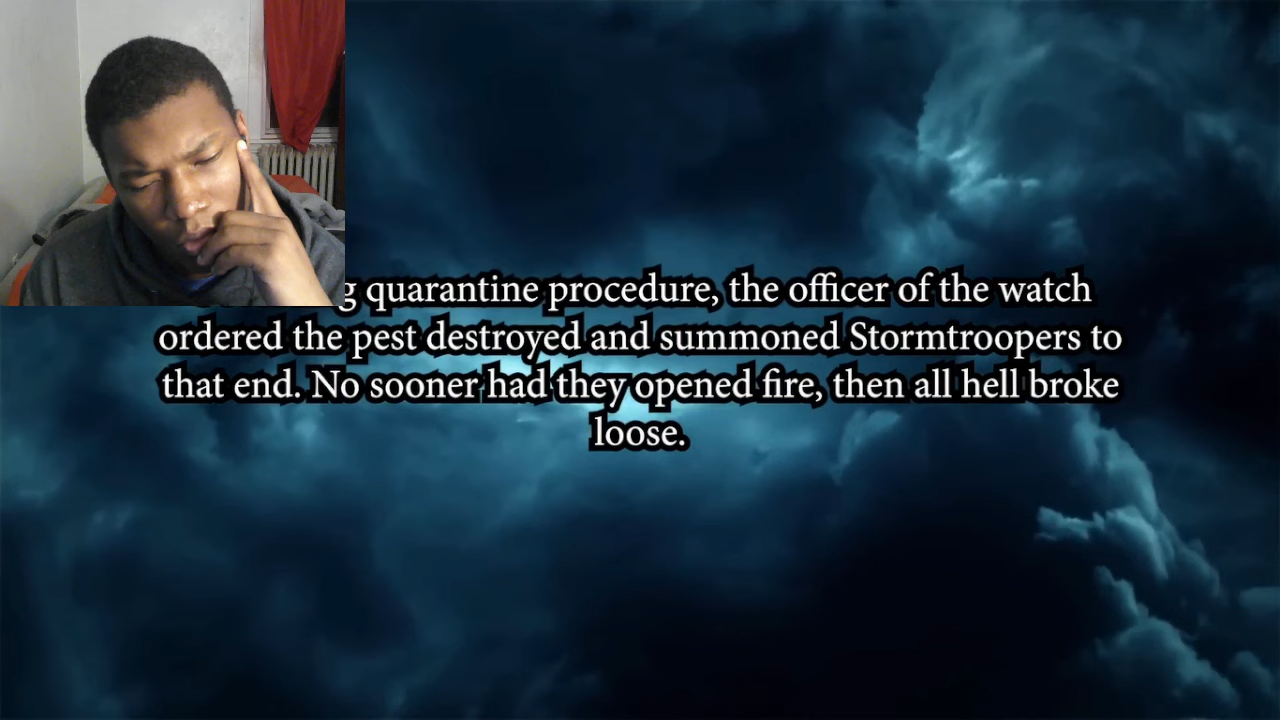 quarantine procedure, the officer of the watch
ordered the pest destroyed and summoned Stormtroopers to
that end. No sooner had they opened fire, then all hell broke
loose.